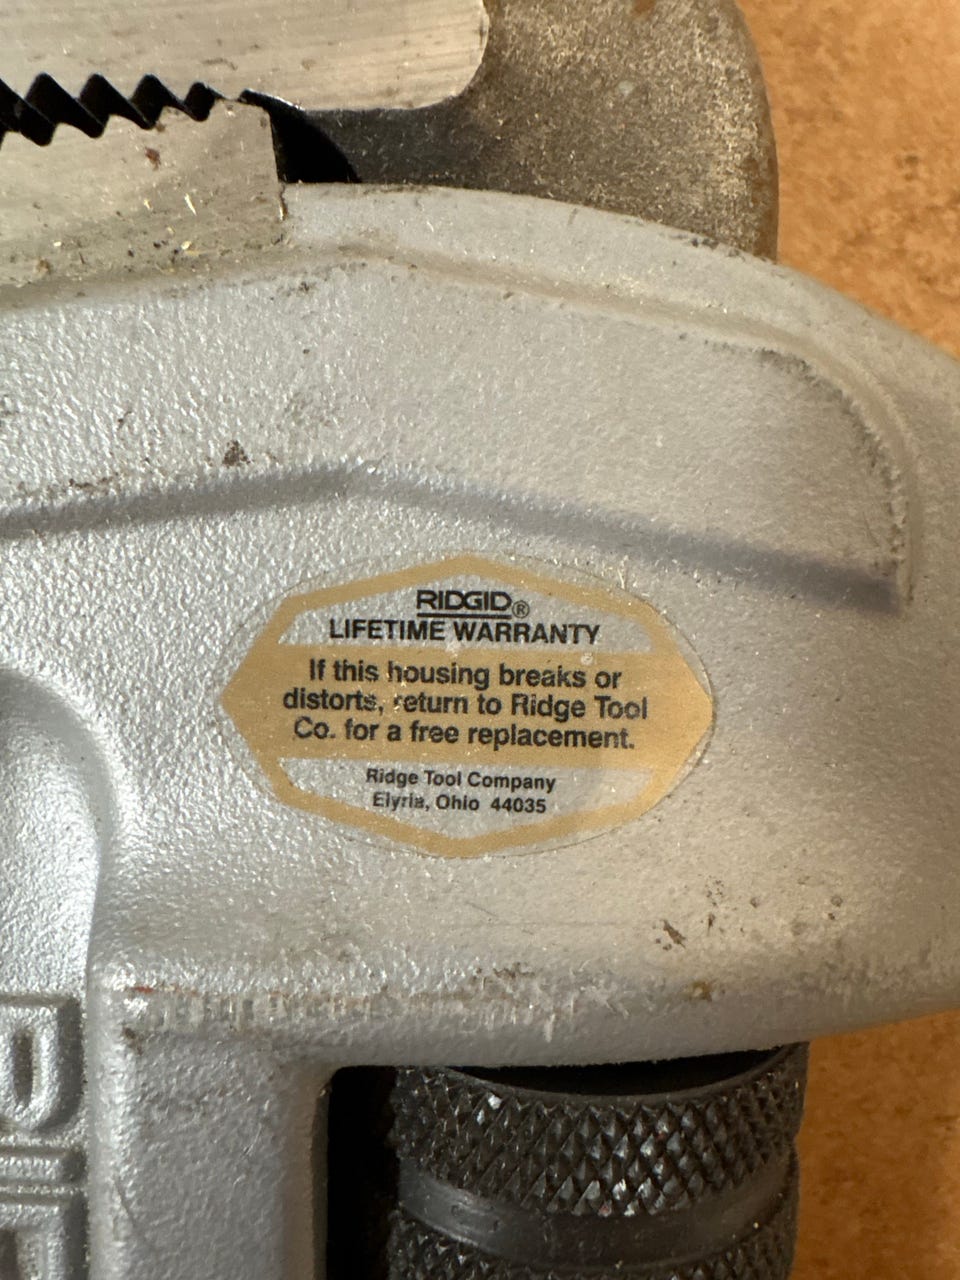 RIDGID®
LIFETIME WARRANTY
If this housing breaks or
distorts, return to Ridge Tool
Co. for a free replacement.
Ridge Tool Company
Elyria, Ohio 44035